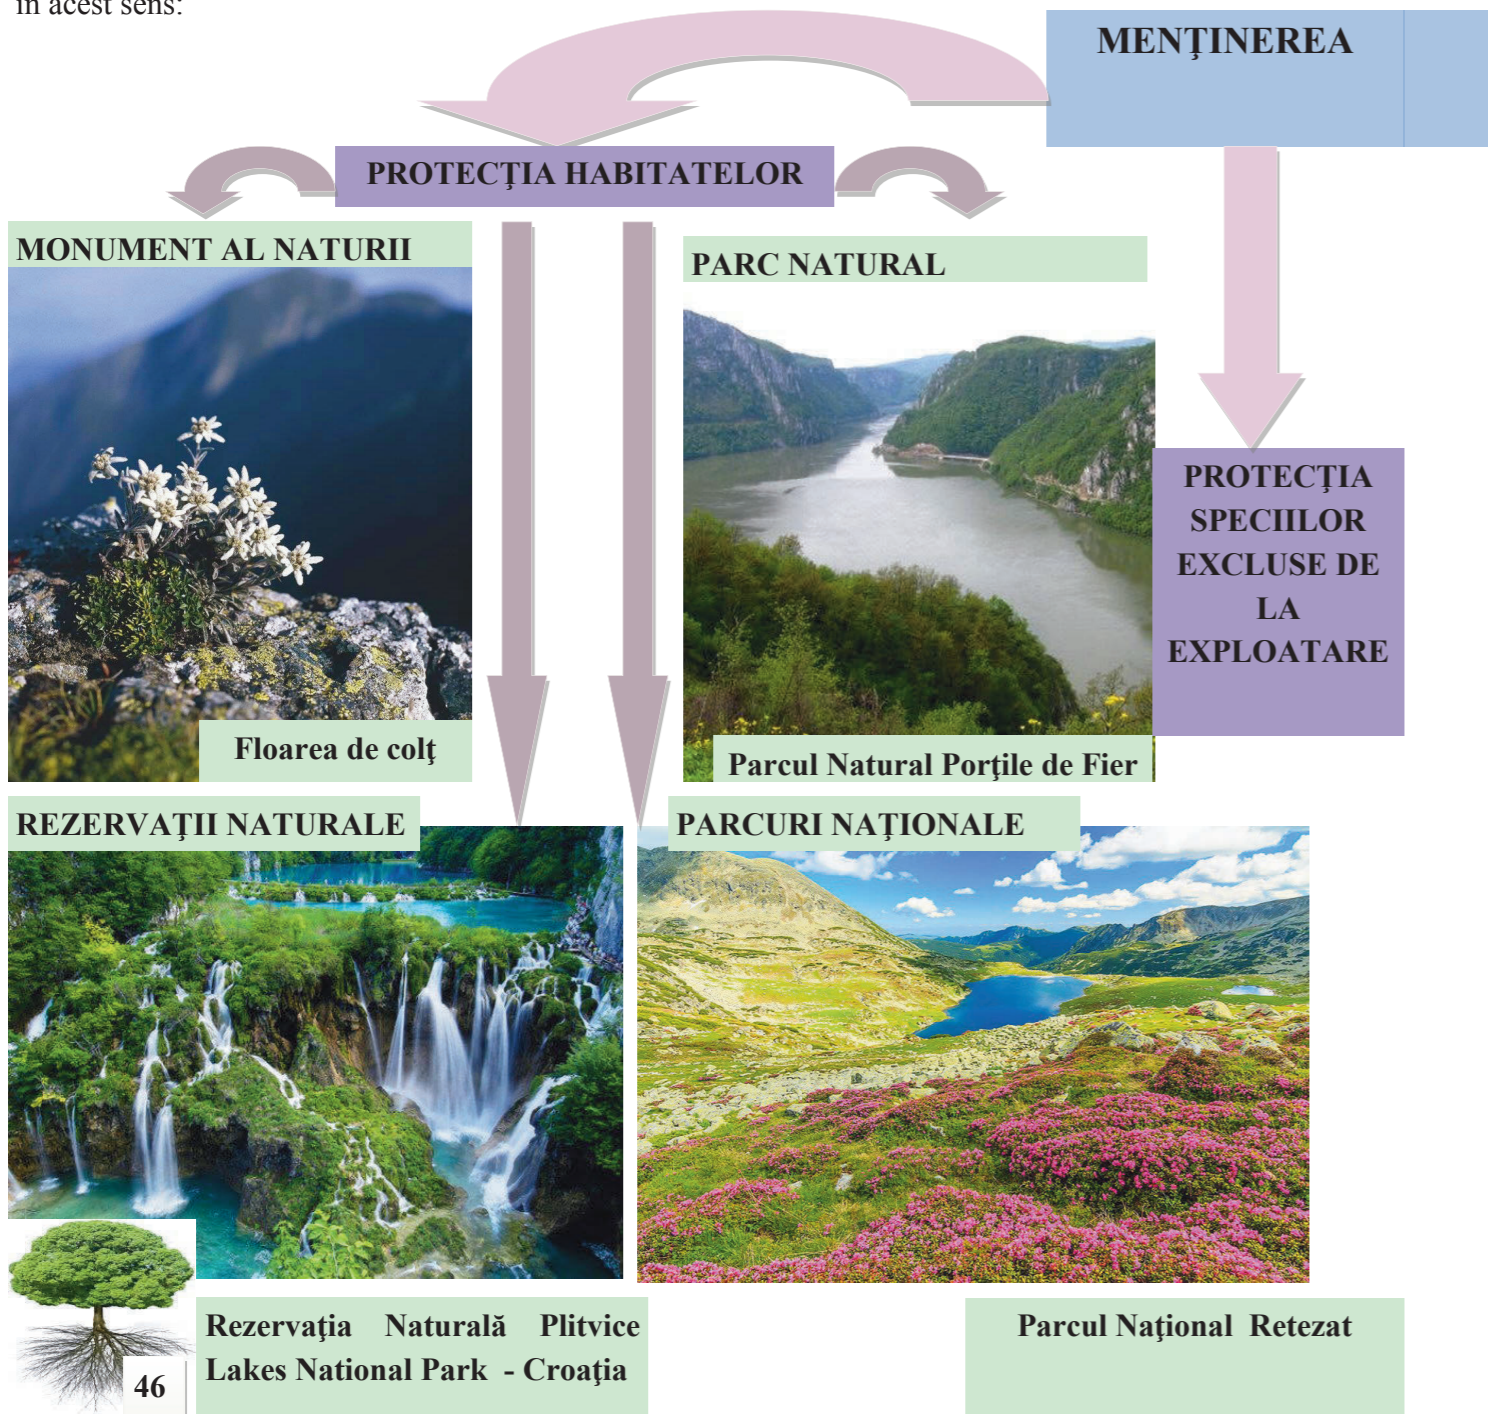 în acest sens:
MENŢINEREA
PROTECŢIA HABITATELOR
MONUMENT AL NATURII
PARC NATURAL
PROTECŢIA
SPECIILOR
EXCLUSE DE
LA
EXPLOATARE
Floarea de colţ
Parcul Natural Porţile de Fier
REZERVAŢII NATURALE
PARCURI NAŢIONALE
Rezervaţia Naturală Plitvice
Lakes National Park - Croaţia
Parcul Naţional Retezat
46